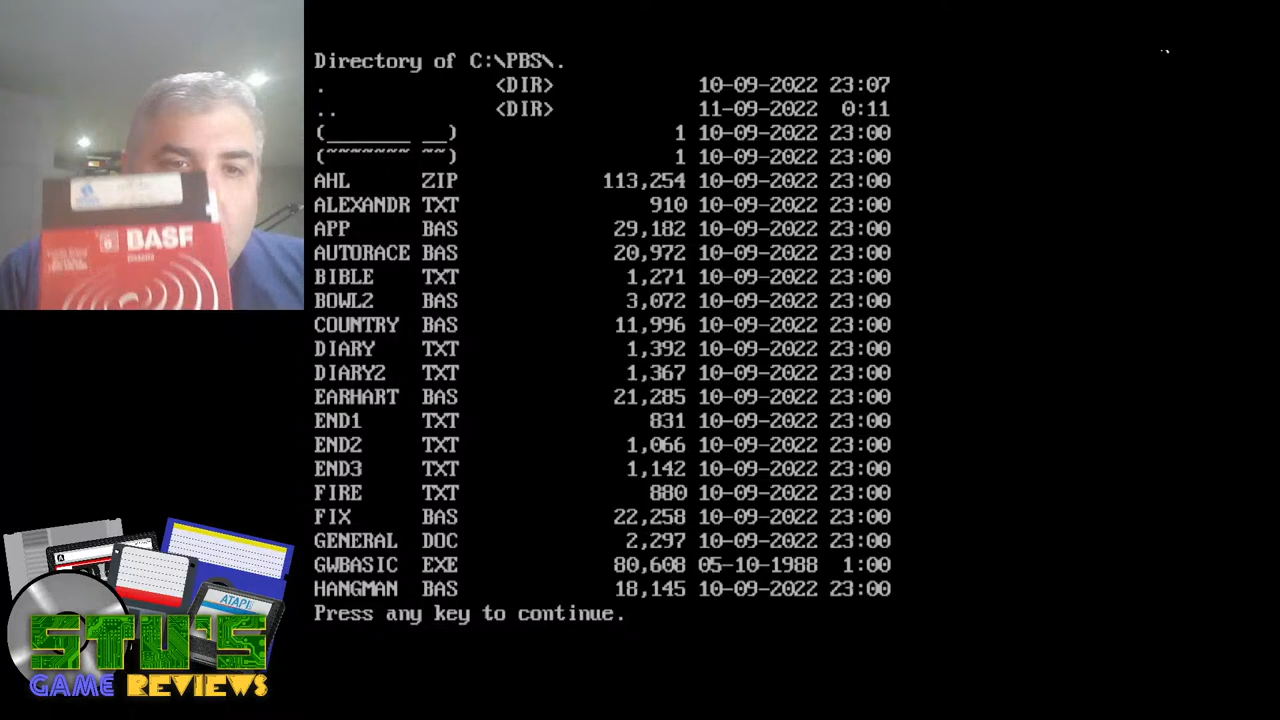 Directory of C:\PBS\.
. <DIR> 10-09-2022 23:07
.. <DIR> 11-09-2022 0:11
(_______ __) 1 10-09-2022 23:00
(~~~~~~~ ~~) 1 10-09-2022 23:00
AHL ZIP 113,254 10-09-2022 23:00
ALEXANDR TXT 910 10-09-2022 23:00
APP BAS 29,182 10-09-2022 23:00
AUTORACE BAS 20,972 10-09-2022 23:00
BIBLE TXT 1,271 10-09-2022 23:00
BOWL2 BAS 3,072 10-09-2022 23:00
COUNTRY BAS 11,996 10-09-2022 23:00
DIARY TXT 1,392 10-09-2022 23:00
DIARY2 TXT 1,367 10-09-2022 23:00
EARHART BAS 21,285 10-09-2022 23:00
END1 TXT 831 10-09-2022 23:00
END2 TXT 1,066 10-09-2022 23:00
END3 TXT 1,142 10-09-2022 23:00
FIRE TXT 880 10-09-2022 23:00
FIX BAS 22,258 10-09-2022 23:00
GENERAL DOC 2,297 10-09-2022 23:00
GWBASIC EXE 80,608 05-10-1988 1:00
HANGMAN BAS 18,145 10-09-2022 23:00
Press any key to continue.
BASF
ATAPI
STU'S
GAME REVIEWS